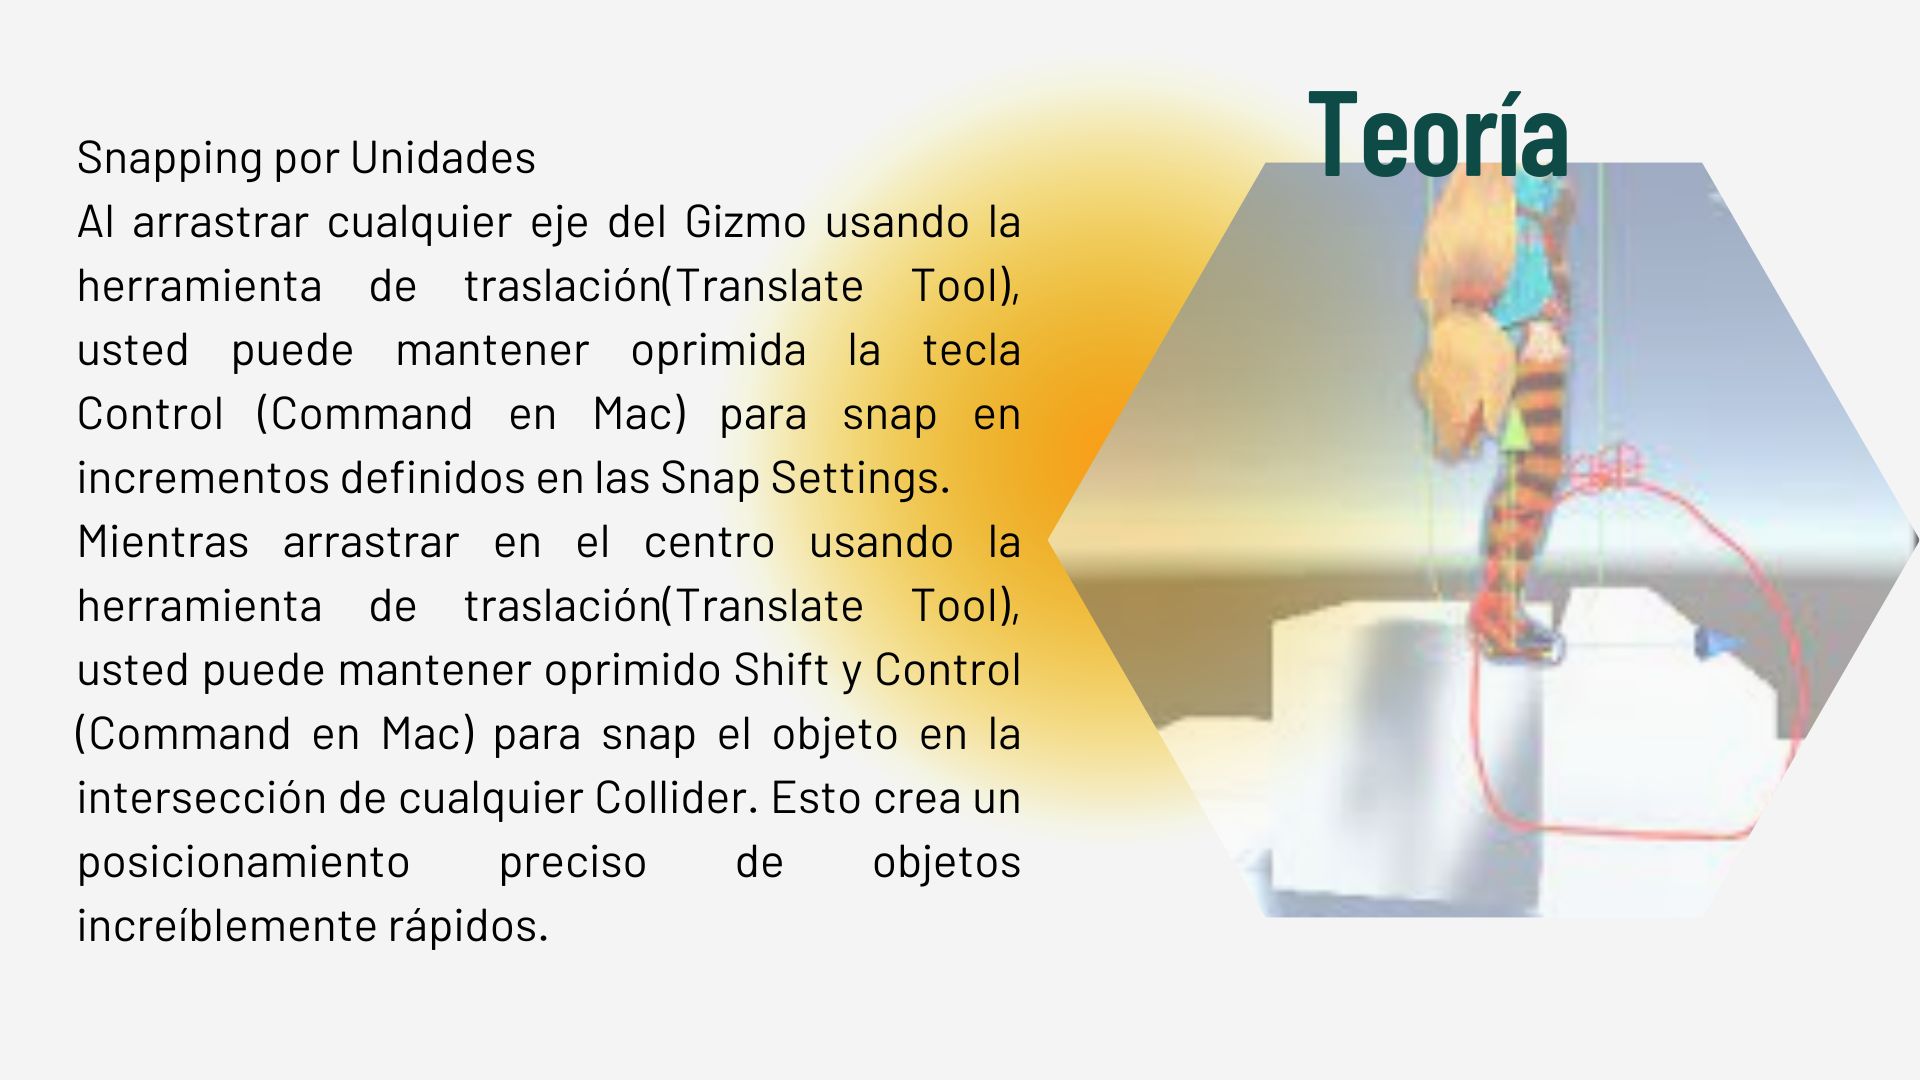 Teoría
Snapping por Unidades
Al arrastrar cualquier eje del Gizmo usando la
herramienta de traslación(Translate Tool),
usted puede mantener oprimida la tecla
Control (Command en Mac) para snap en
incrementos definidos en las Snap Settings.
Mientras arrastrar en el centro usando la
herramienta de traslación(Translate Tool),
usted puede mantener oprimido Shift y Control
(Command en Mac) para snap el objeto en la
intersección de cualquier Collider. Esto crea un
posicionamiento preciso de objetos
increíblemente rápidos.